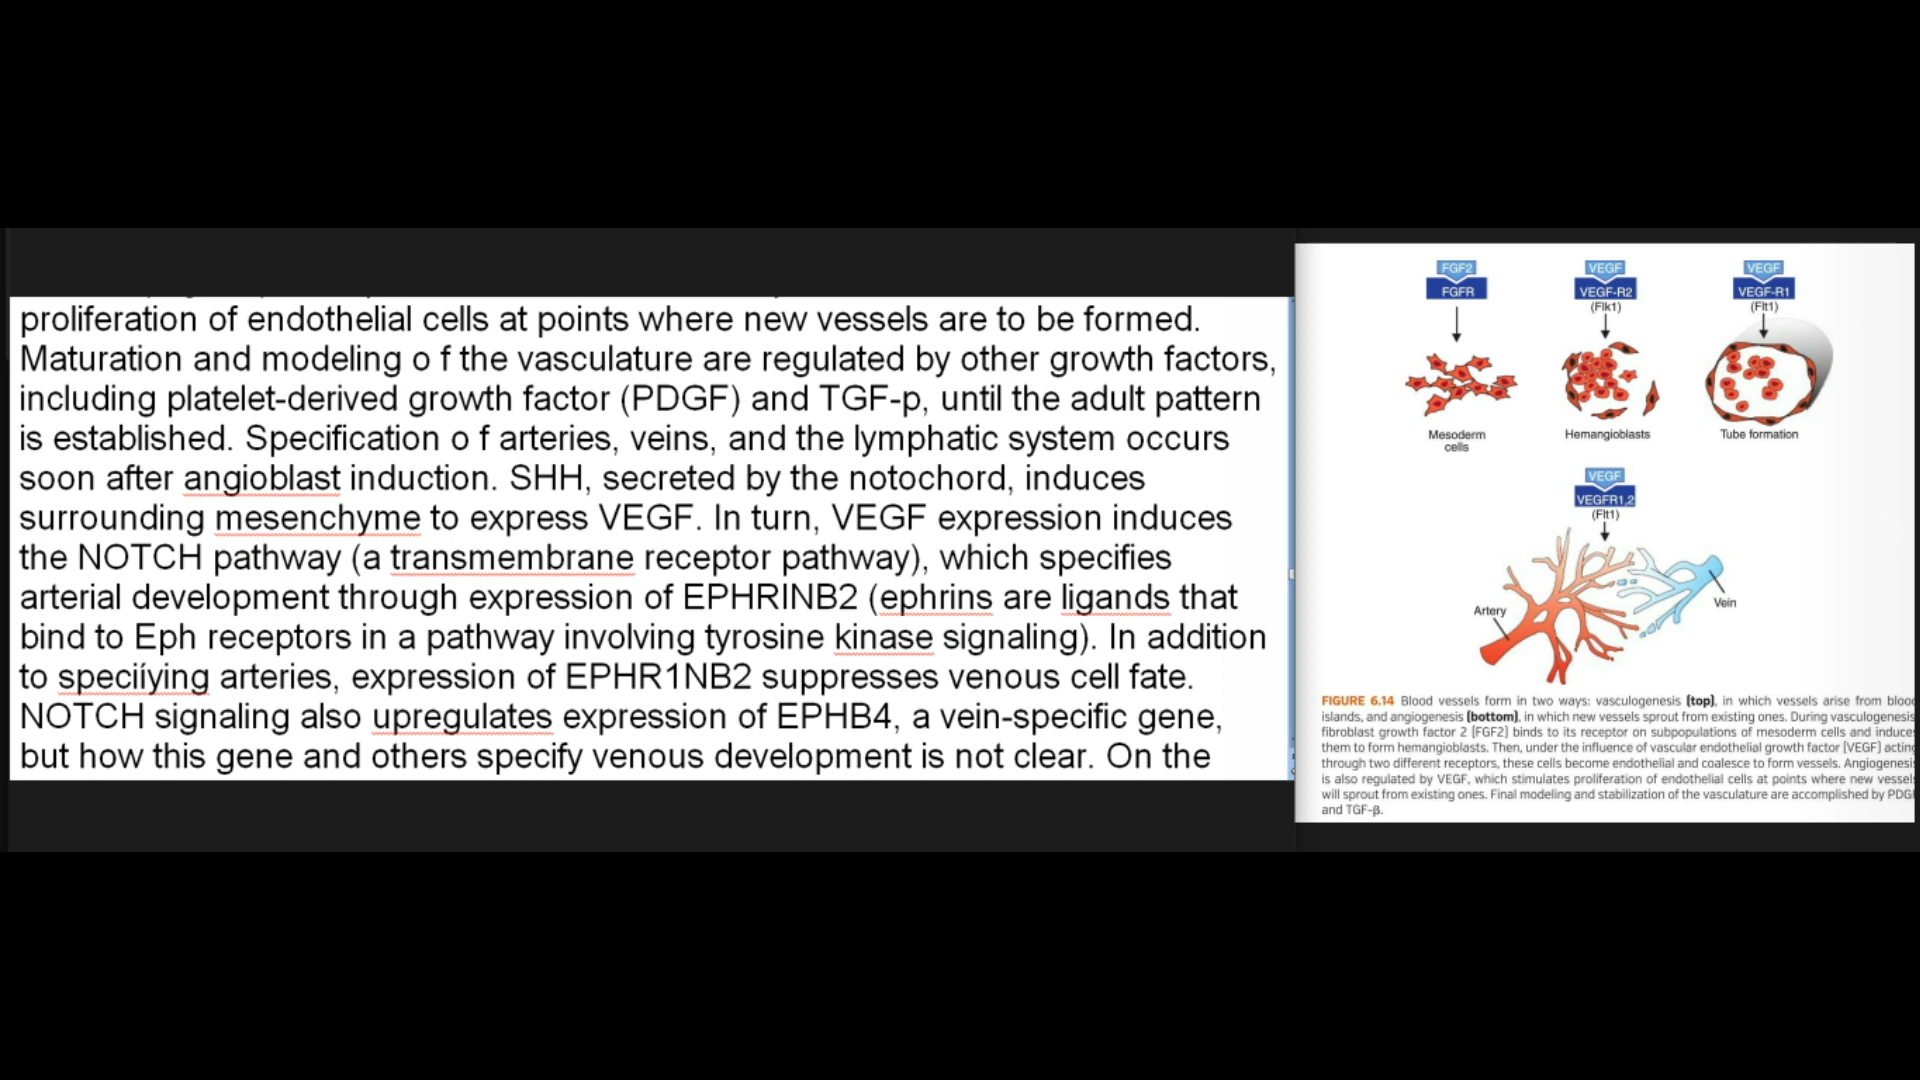 proliferation of endothelial cells at points where new vessels are to be formed.
Maturation and modeling o f the vasculature are regulated by other growth factors,
including platelet-derived growth factor (PDGF) and TGF-p, until the adult pattern
is established. Specification o f arteries, veins, and the lymphatic system occurs
soon after angioblast induction. SHH, secreted by the notochord, induces
surrounding mesenchyme to express VEGF. In turn, VEGF expression induces
the NOTCH pathway (a transmembrane receptor pathway), which specifies
arterial development through expression of EPHRINB2 (ephrins are ligands that
bind to Eph receptors in a pathway involving tyrosine kinase signaling). In addition
to speciíying arteries, expression of EPHR1NB2 suppresses venous cell fate.
NOTCH signaling also upregulates expression of EPHB4, a vein-specific gene,
but how this gene and others specify venous development is not clear. On the
FGF2
FGFR
VEGF
VEGF-R2
(Flk1)
VEGF
VEGF-R1
(Flt1)
Mesoderm
cells
Hemangioblasts
Tube formation
VEGF
VEGFR1,2
(Flt1)
Artery
Vein
FIGURE 6.14 Blood vessels form in two ways: vasculogenesis (top), in which vessels arise from blood
islands, and angiogenesis (bottom), in which new vessels sprout from existing ones. During vasculogenesis
fibroblast growth factor 2 (FGF2) binds to its receptor on subpopulations of mesoderm cells and induces
them to form hemangioblasts. Then, under the influence of vascular endothelial growth factor (VEGF) acting
through two different receptors, these cells become endothelial and coalesce to form vessels. Angiogenesis
is also regulated by VEGF, which stimulates proliferation of endothelial cells at points where new vessels
will sprout from existing ones. Final modeling and stabilization of the vasculature are accomplished by PDGF
and TGF-β.